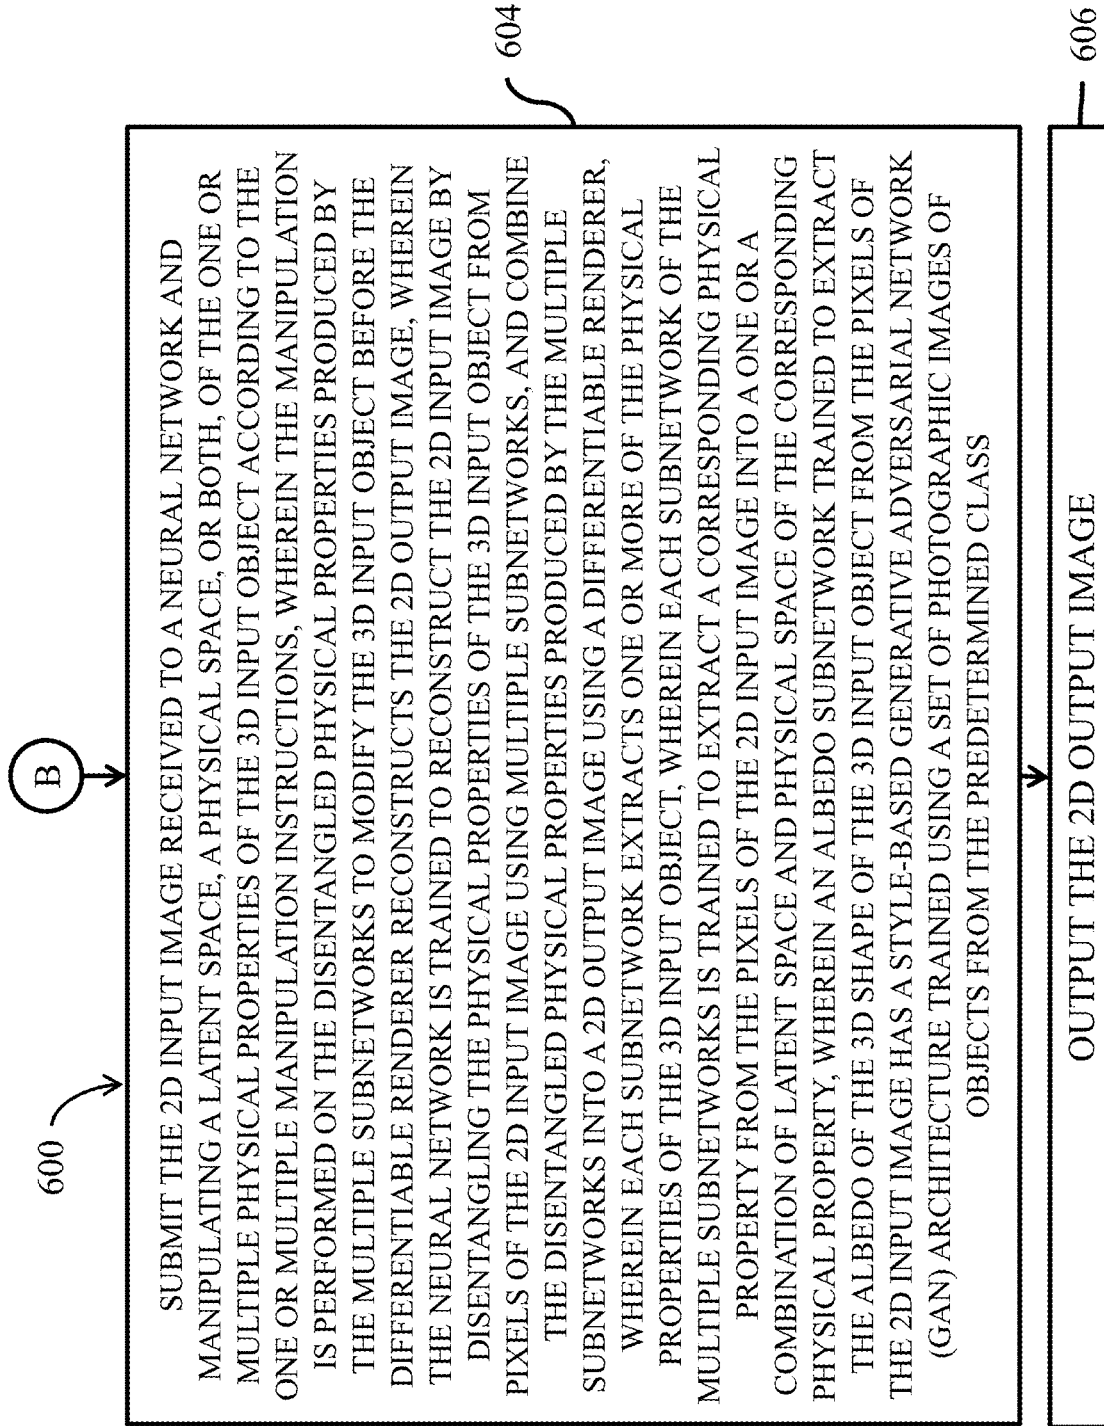 600
B
SUBMIT THE 2D INPUT IMAGE RECEIVED TO A NEURAL NETWORK AND
MANIPULATING A LATENT SPACE, A PHYSICAL SPACE, OR BOTH, OF THE ONE OR
MULTIPLE PHYSICAL PROPERTIES OF THE 3D INPUT OBJECT ACCORDING TO THE
ONE OR MULTIPLE MANIPULATION INSTRUCTIONS, WHEREIN THE MANIPULATION
IS PERFORMED ON THE DISENTANGLED PHYSICAL PROPERTIES PRODUCED BY
THE MULTIPLE SUBNETWORKS TO MODIFY THE 3D INPUT OBJECT BEFORE THE
DIFFERENTIABLE RENDERER RECONSTRUCTS THE 2D OUTPUT IMAGE, WHEREIN
THE NEURAL NETWORK IS TRAINED TO RECONSTRUCT THE 2D INPUT IMAGE BY
DISENTANGLING THE PHYSICAL PROPERTIES OF THE 3D INPUT OBJECT FROM
PIXELS OF THE 2D INPUT IMAGE USING MULTIPLE SUBNETWORKS, AND COMBINE
THE DISENTANGLED PHYSICAL PROPERTIES PRODUCED BY THE MULTIPLE
SUBNETWORKS INTO A 2D OUTPUT IMAGE USING A DIFFERENTIABLE RENDERER,
WHEREIN EACH SUBNETWORK EXTRACTS ONE OR MORE OF THE PHYSICAL
PROPERTIES OF THE 3D INPUT OBJECT, WHEREIN EACH SUBNETWORK OF THE
MULTIPLE SUBNETWORKS IS TRAINED TO EXTRACT A CORRESPONDING PHYSICAL
PROPERTY FROM THE PIXELS OF THE 2D INPUT IMAGE INTO A ONE OR A
COMBINATION OF LATENT SPACE AND PHYSICAL SPACE OF THE CORRESPONDING
PHYSICAL PROPERTY, WHEREIN AN ALBEDO SUBNETWORK TRAINED TO EXTRACT
THE ALBEDO OF THE 3D SHAPE OF THE 3D INPUT OBJECT FROM THE PIXELS OF
THE 2D INPUT IMAGE HAS A STYLE-BASED GENERATIVE ADVERSARIAL NETWORK
(GAN) ARCHITECTURE TRAINED USING A SET OF PHOTOGRAPHIC IMAGES OF
OBJECTS FROM THE PREDETERMINED CLASS
604
OUTPUT THE 2D OUTPUT IMAGE
606